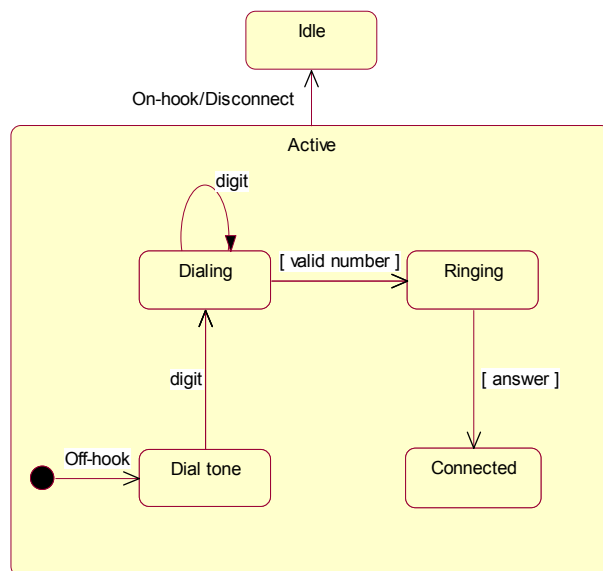 Idle
On-hook/Disconnect
Active
digit
Dialing
[ valid number ]
Ringing
digit
[ answer ]
Off-hook
Dial tone
Connected